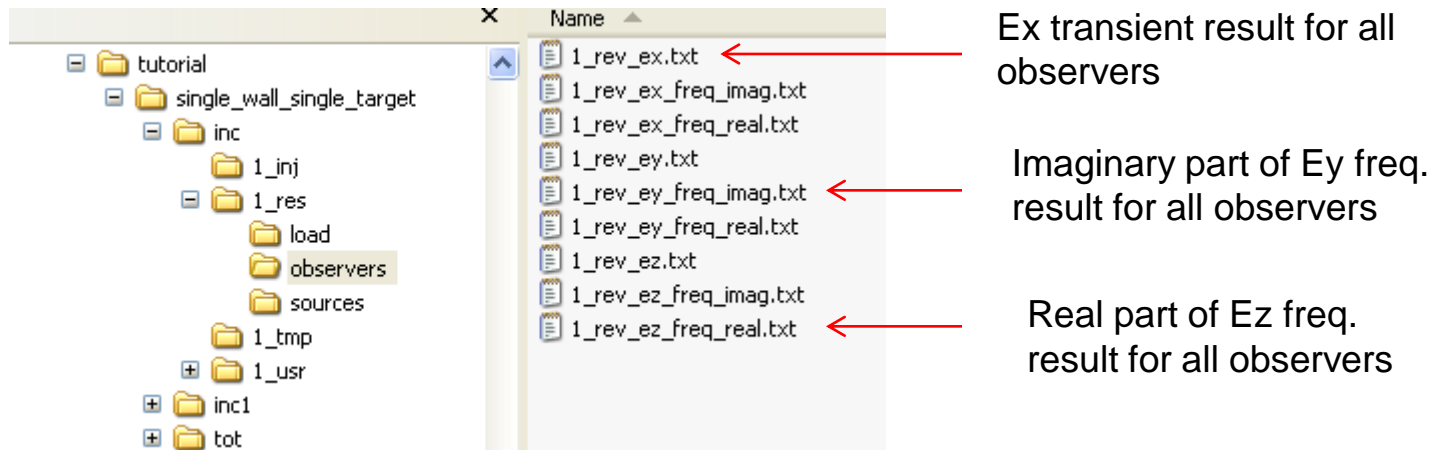 tutorial
single_wall_single_target
inc
1_inj
1_res
load
observers
sources
1_tmp
1_usr
inc1
tot
Name
1_rev_ex.txt
1_rev_ex_freq_imag.txt
1_rev_ex_freq_real.txt
1_rev_ey.txt
1_rev_ey_freq_imag.txt
1_rev_ey_freq_real.txt
1_rev_ez.txt
1_rev_ez_freq_imag.txt
1_rev_ez_freq_real.txt
Ex transient result for all
observers
Imaginary part of Ey freq.
result for all observers
Real part of Ez freq.
result for all observers